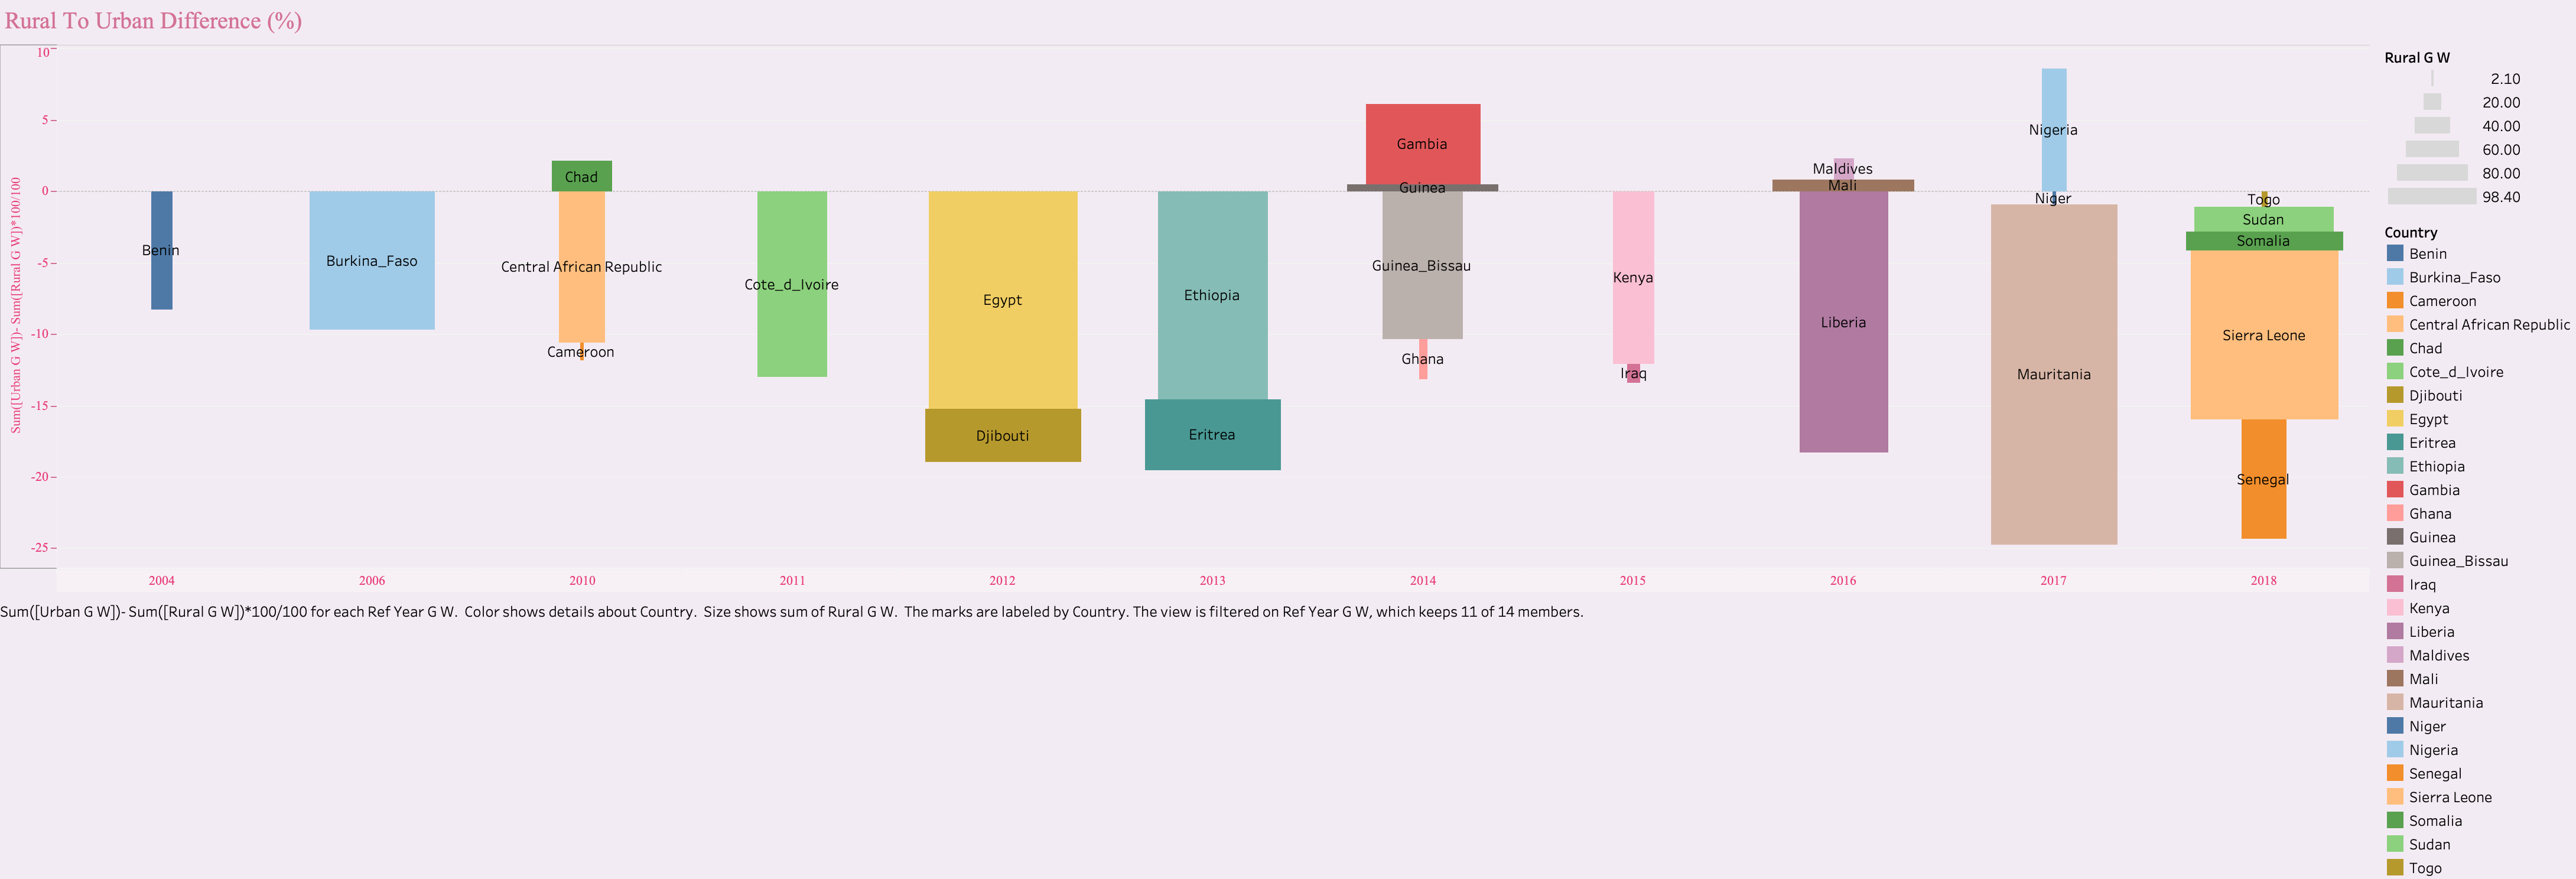 Rural To Urban Difference (%)
Sum([Urban G W])- Sum([Rural G W])*100/100
10
5
0
-5
-10
-15
-20
-25
Benin
Burkina_Faso
Chad
Central African Republic
Cameroon
Cote_d_Ivoire
Egypt
Djibouti
Ethiopia
Eritrea
Gambia
Guinea
Guinea_Bissau
Ghana
Kenya
Iraq
Maldives
Mali
Liberia
Nigeria
Niger
Mauritania
Togo
Sudan
Somalia
Sierra Leone
Senegal
2004
2006
2010
2011
2012
2013
2014
2015
2016
2017
2018
Sum([Urban G W])- Sum([Rural G W])*100/100 for each Ref Year G W.  Color shows details about Country.  Size shows sum of Rural G W.  The marks are labeled by Country. The view is filtered on Ref Year G W, which keeps 11 of 14 members.
Rural G W
2.10
20.00
40.00
60.00
80.00
98.40
Country
Benin
Burkina_Faso
Cameroon
Central African Republic
Chad
Cote_d_Ivoire
Djibouti
Egypt
Eritrea
Ethiopia
Gambia
Ghana
Guinea
Guinea_Bissau
Iraq
Kenya
Liberia
Maldives
Mali
Mauritania
Niger
Nigeria
Senegal
Sierra Leone
Somalia
Sudan
Togo